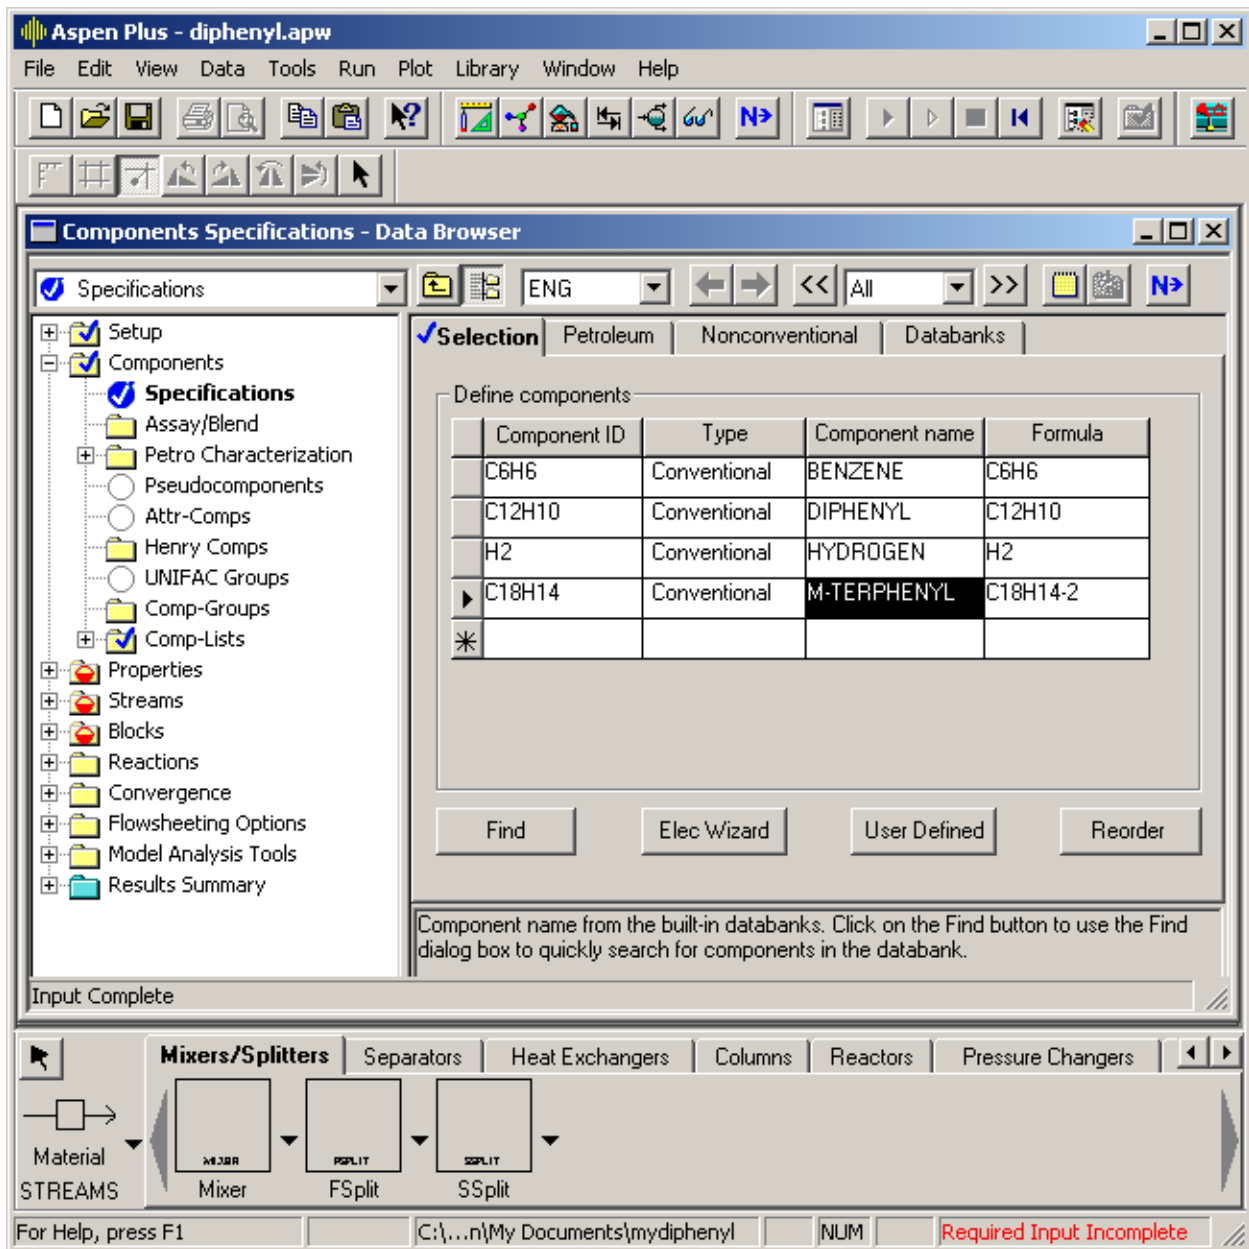 Aspen Plus - diphenyl.apw
File Edit View Data Tools Run Plot Library Window Help
N
Components Specifications - Data Browser
Specifications ENG << All >> N
Setup
Components
Specifications
Assay/Blend
Petro Characterization
Pseudocomponents
Attr-Comps
Henry Comps
UNIFAC Groups
Comp-Groups
Comp-Lists
Properties
Streams
Blocks
Reactions
Convergence
Flowsheeting Options
Model Analysis Tools
Results Summary
Selection Petroleum Nonconventional Databanks
Define components
Component ID Type Component name Formula
C6H6 Conventional BENZENE C6H6
C12H10 Conventional DIPHENYL C12H10
H2 Conventional HYDROGEN H2
C18H14 Conventional M-TERPHENYL C18H14-2
Find Elec Wizard User Defined Reorder
Component name from the built-in databanks. Click on the Find button to use the Find
dialog box to quickly search for components in the databank.
Input Complete
Mixers/Splitters Separators Heat Exchangers Columns Reactors Pressure Changers
MIXER FSPLIT SSPLIT
Material
STREAMS Mixer FSplit SSplit
For Help, press F1 C:\...n\My Documents\mydiphenyl NUM Required Input Incomplete